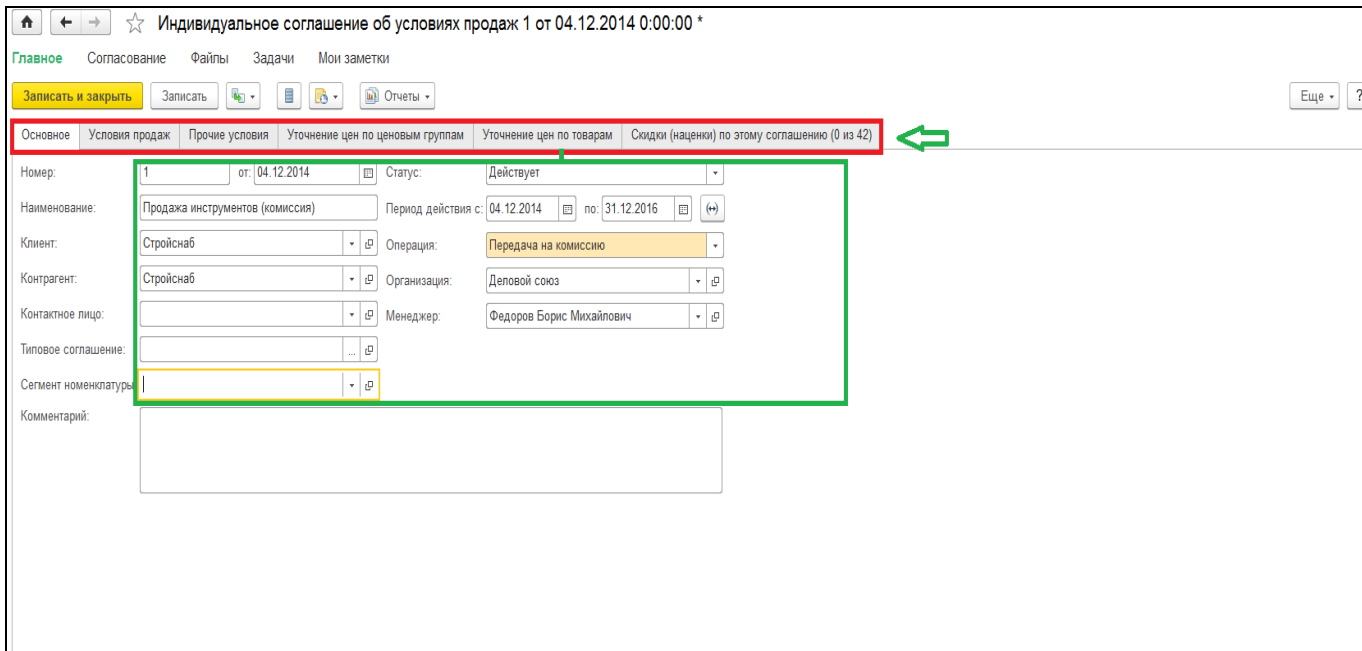 Индивидуальное соглашение об условиях продаж 1 от 04.12.2014 0:00:00 *
Главное Согласование Файлы Задачи Мои заметки
Записать и закрыть Записать Отчеты Еще ?
Основное Условия продаж Прочие условия Уточнение цен по ценовым группам Уточнение цен по товарам Скидки (наценки) по этому соглашению (0 из 42)
Номер: 1 от: 04.12.2014 Статус: Действует
Наименование: Продажа инструментов (комиссия) Период действия с: 04.12.2014 по: 31.12.2016
Клиент: Стройснаб Операция: Передача на комиссию
Контрагент: Стройснаб Организация: Деловой союз
Контактное лицо: Менеджер: Федоров Борис Михайлович
Типовое соглашение: ...
Сегмент номенклатуры
Комментарий: